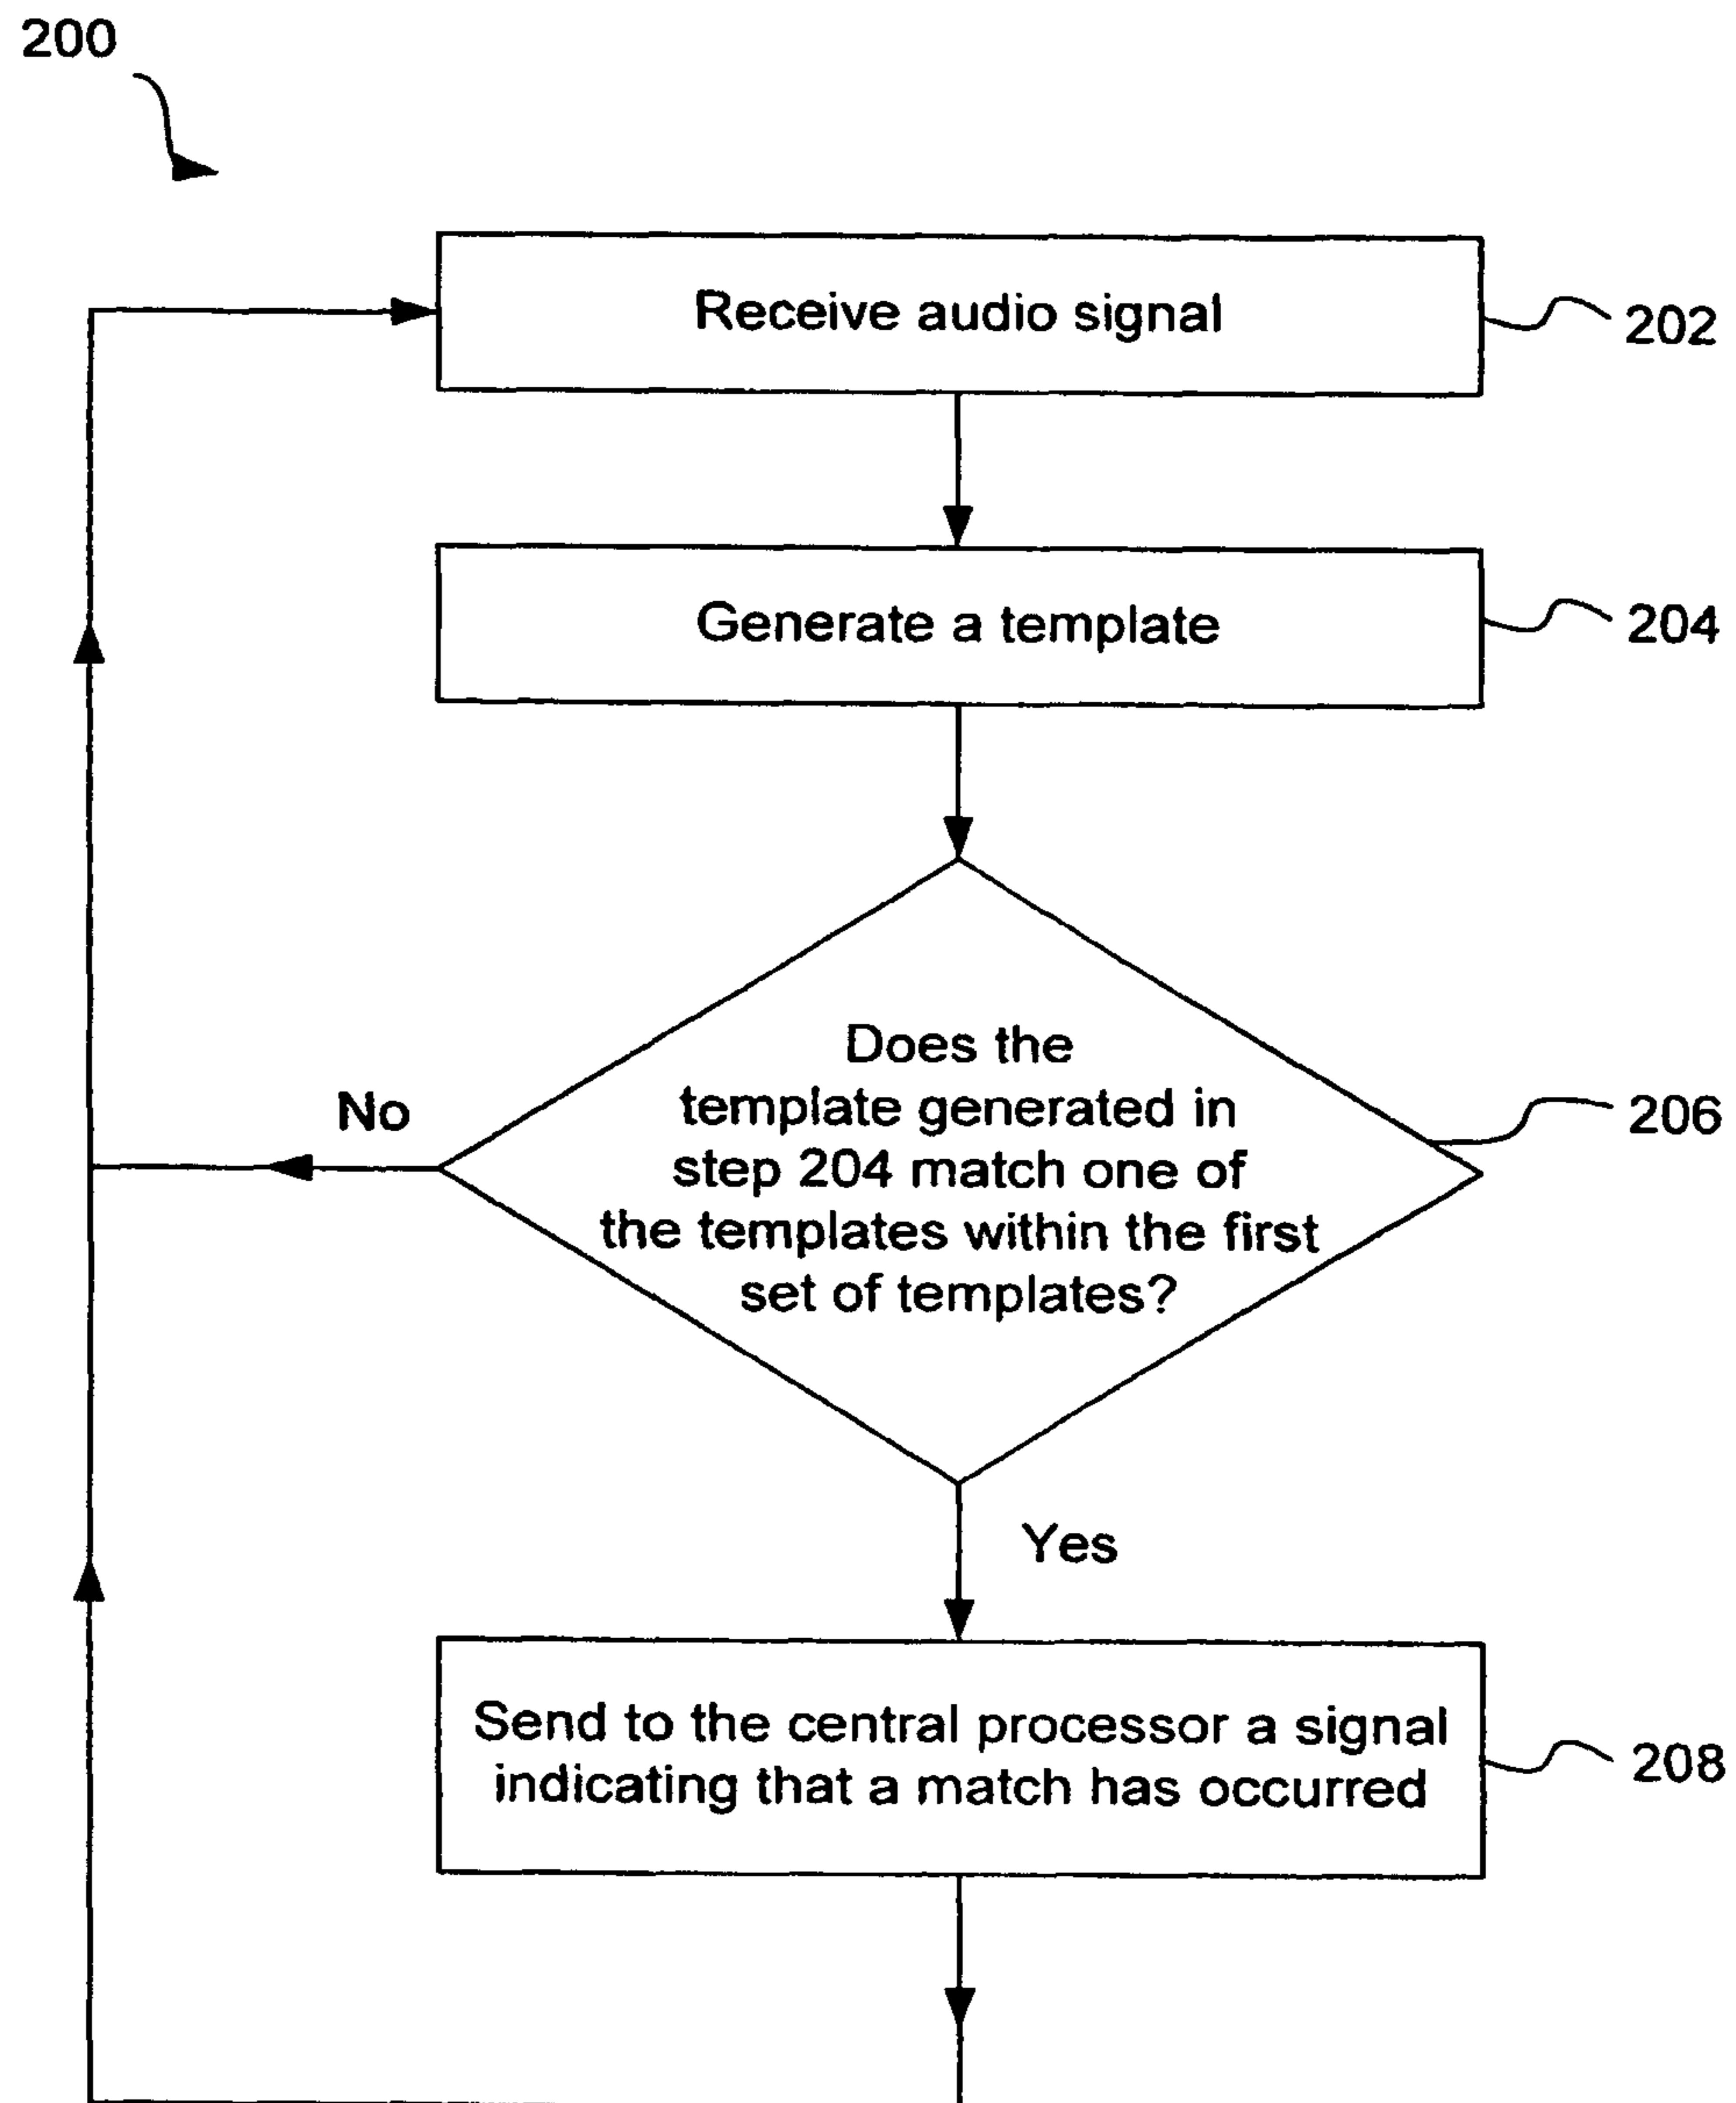 200
Receive audio signal
202
Generate a template
204
Does the
template generated in
step 204 match one of
the templates within the first
set of templates?
No
206
Yes
Send to the central processor a signal
indicating that a match has occurred
208